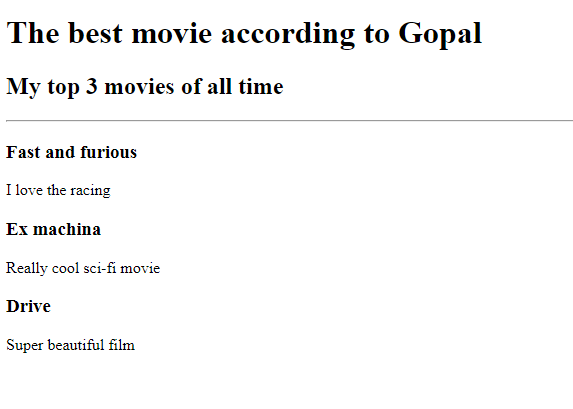 The best movie according to Gopal
My top 3 movies of all time
Fast and furious
I love the racing
Ex machina
Really cool sci-fi movie
Drive
Super beautiful film